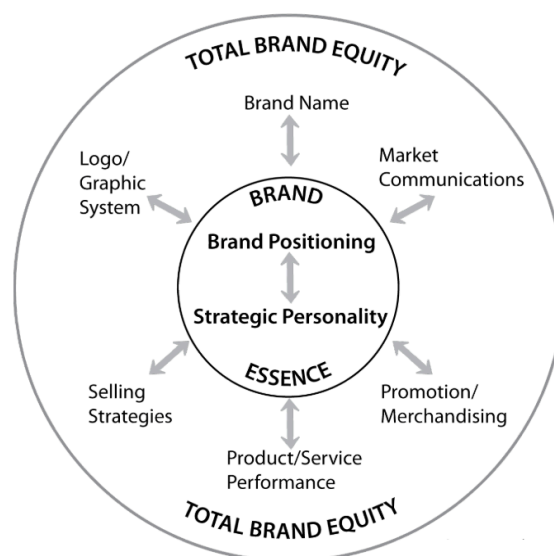 TOTAL BRAND EQUITY
Brand Name
Logo/
Graphic
System
Market
Communications
BRAND
Brand Positioning
Strategic Personality
ESSENCE
Selling
Strategies
Promotion/
Merchandising
Product/Service
Performance
TOTAL BRAND EQUITY